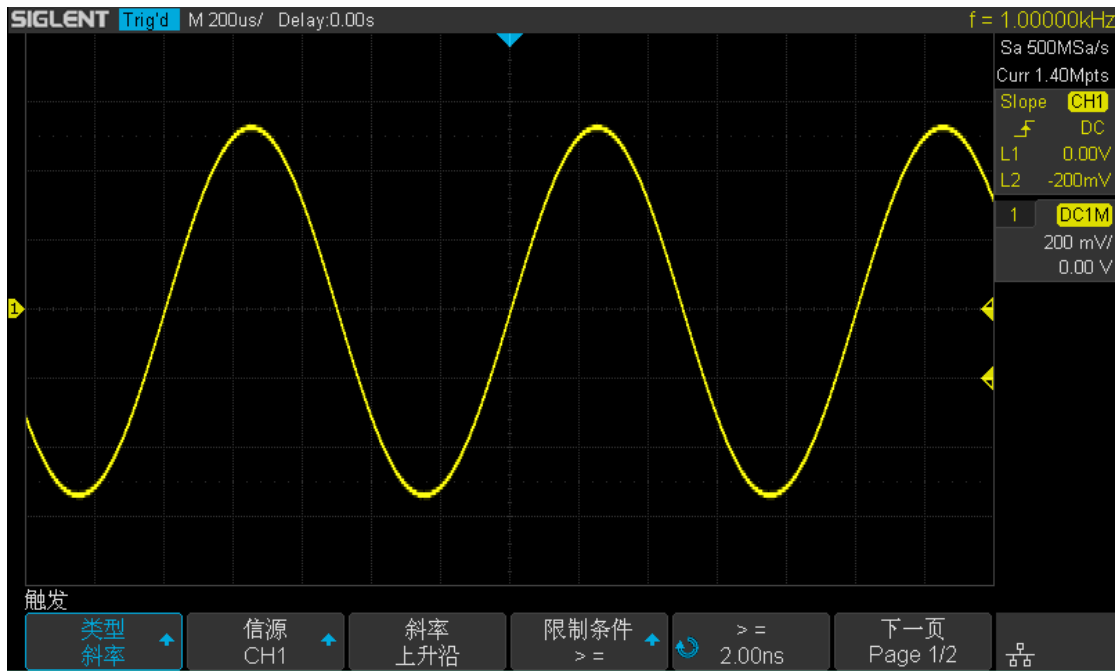 SIGLENT Trig'd M 200us/ Delay:0.00s f = 1.00000kHz
Sa 500MSa/s
Curr 1.40Mpts
Slope CH1
DC
L1 0.00V
L2 -200mV
1 DC1M
200 mV/
0.00 V
1
触发
类型 信源 斜率 限制条件 >= 下一页
斜率 CH1 上升沿 >= 2.00ns Page 1/2